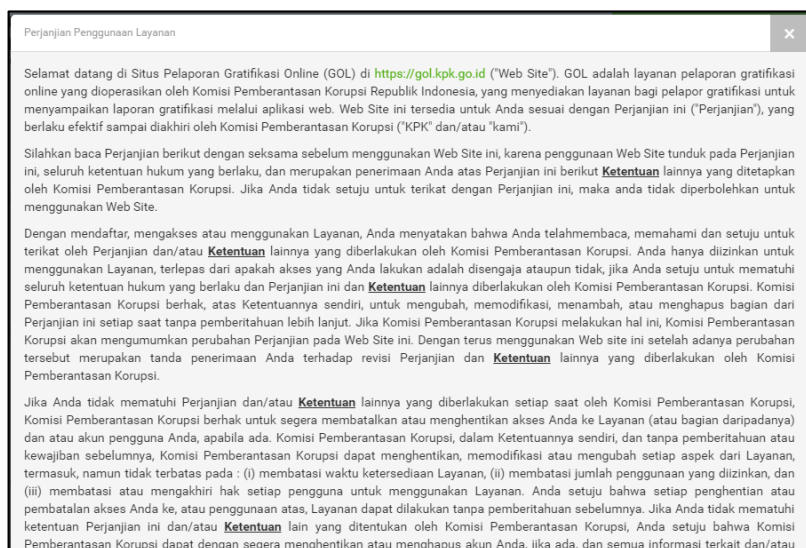 Perjanjian Penggunaan Layanan
Selamat datang di Situs Pelaporan Gratifikasi Online (GOL) di https://gol.kpk.go.id ("Web Site"). GOL adalah layanan pelaporan gratifikasi
online yang dioperasikan oleh Komisi Pemberantasan Korupsi Republik Indonesia, yang menyediakan layanan bagi pelapor gratifikasi untuk
menyampaikan laporan gratifikasi melalui aplikasi web. Web Site ini tersedia untuk Anda sesuai dengan Perjanjian ini ("Perjanjian"), yang
berlaku efektif sampai diakhiri oleh Komisi Pemberantasan Korupsi ("KPK" dan/atau "kami").
Silahkan baca Perjanjian berikut dengan seksama sebelum menggunakan Web Site ini, karena penggunaan Web Site tunduk pada Perjanjian
ini, seluruh ketentuan hukum yang berlaku, dan merupakan penerimaan Anda atas Perjanjian ini berikut Ketentuan lainnya yang ditetapkan
oleh Komisi Pemberantasan Korupsi. Jika Anda tidak setuju untuk terikat dengan Perjanjian ini, maka anda tidak diperbolehkan untuk
menggunakan Web Site.
Dengan mendaftar, mengakses atau menggunakan Layanan, Anda menyatakan bahwa Anda telahmembaca, memahami dan setuju untuk
terikat oleh Perjanjian dan/atau Ketentuan lainnya yang diberlakukan oleh Komisi Pemberantasan Korupsi. Anda hanya diizinkan untuk
menggunakan Layanan, terlepas dari apakah akses yang Anda lakukan adalah disengaja ataupun tidak, jika Anda setuju untuk mematuhi
seluruh ketentuan hukum yang berlaku dan Perjanjian ini dan Ketentuan lainnya diberlakukan oleh Komisi Pemberantasan Korupsi. Komisi
Pemberantasan Korupsi berhak, atas Ketentuannya sendiri, untuk mengubah, memodifikasi, menambah, atau menghapus bagian dari
Perjanjian ini setiap saat tanpa pemberitahuan lebih lanjut. Jika Komisi Pemberantasan Korupsi melakukan hal ini, Komisi Pemberantasan
Korupsi akan mengumumkan perubahan Perjanjian pada Web Site ini. Dengan terus menggunakan Web site ini setelah adanya perubahan
tersebut merupakan tanda penerimaan Anda terhadap revisi Perjanjian dan Ketentuan lainnya yang diberlakukan oleh Komisi
Pemberantasan Korupsi.
Jika Anda tidak mematuhi Perjanjian dan/atau Ketentuan lainnya yang diberlakukan setiap saat oleh Komisi Pemberantasan Korupsi,
Komisi Pemberantasan Korupsi berhak untuk segera membatalkan atau menghentikan akses Anda ke Layanan (atau bagian daripadanya)
dan atau akun pengguna Anda, apabila ada. Komisi Pemberantasan Korupsi, dalam Ketentuannya sendiri, dan tanpa pemberitahuan atau
kewajiban sebelumnya, Komisi Pemberantasan Korupsi dapat menghentikan, memodifikasi atau mengubah setiap aspek dari Layanan,
termasuk, namun tidak terbatas pada : (i) membatasi waktu ketersediaan Layanan, (ii) membatasi jumlah penggunaan yang diizinkan, dan
(iii) membatasi atau mengakhiri hak setiap pengguna untuk menggunakan Layanan. Anda setuju bahwa setiap penghentian atau
pembatalan akses Anda ke, atau penggunaan atas, Layanan dapat dilakukan tanpa pemberitahuan sebelumnya. Jika Anda tidak mematuhi
ketentuan Perjanjian ini dan/atau Ketentuan lain yang ditentukan oleh Komisi Pemberantasan Korupsi, Anda setuju bahwa Komisi
Pemberantasan Korupsi dapat dengan segera menghentikan atau menghapus akun Anda, jika ada, dan semua informasi terkait dan/atau